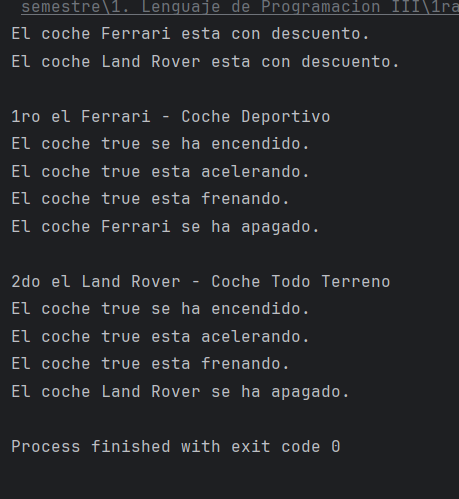 semestre\1. Lenguaje de Programacion III\1ra
El coche Ferrari esta con descuento.
El coche Land Rover esta con descuento.
1ro el Ferrari - Coche Deportivo
El coche true se ha encendido.
El coche true esta acelerando.
El coche true esta frenando.
El coche Ferrari se ha apagado.
2do el Land Rover - Coche Todo Terreno
El coche true se ha encendido.
El coche true esta acelerando.
El coche true esta frenando.
El coche Land Rover se ha apagado.
Process finished with exit code 0